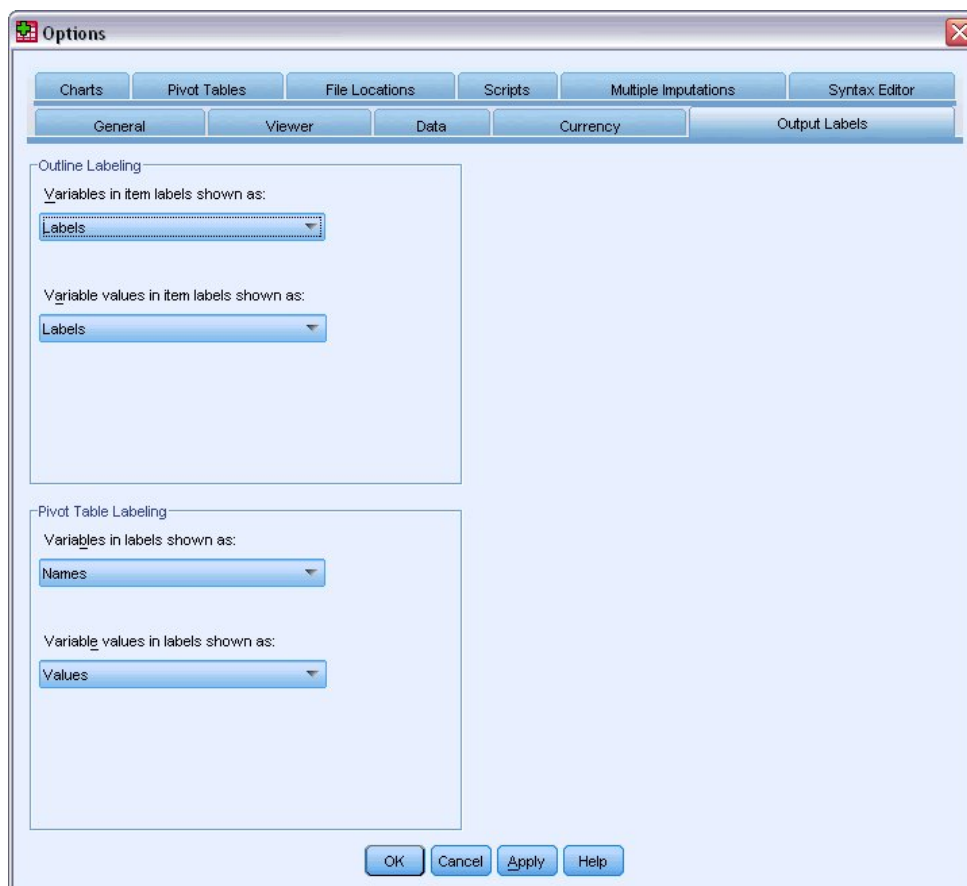 Options
Charts Pivot Tables File Locations Scripts Multiple Imputations Syntax Editor
General Viewer Data Currency Output Labels
Outline Labeling
Variables in item labels shown as:
Labels
Variable values in item labels shown as:
Labels
Pivot Table Labeling
Variables in labels shown as:
Names
Variable values in labels shown as:
Values
OK Cancel Apply Help